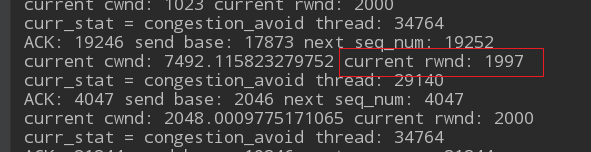 current cwnd: 1023 current rwnd: 2000
curr_stat = congestion_avoid thread: 34764
ACK: 19246 send base: 17873 next seq_num: 19252
current cwnd: 7492.115823279752 current rwnd: 1997
curr_stat = congestion_avoid thread: 29140
ACK: 4047 send base: 2046 next seq_num: 4047
current cwnd: 2048.0009775171065 current rwnd: 2000
curr_stat = congestion_avoid thread: 34764